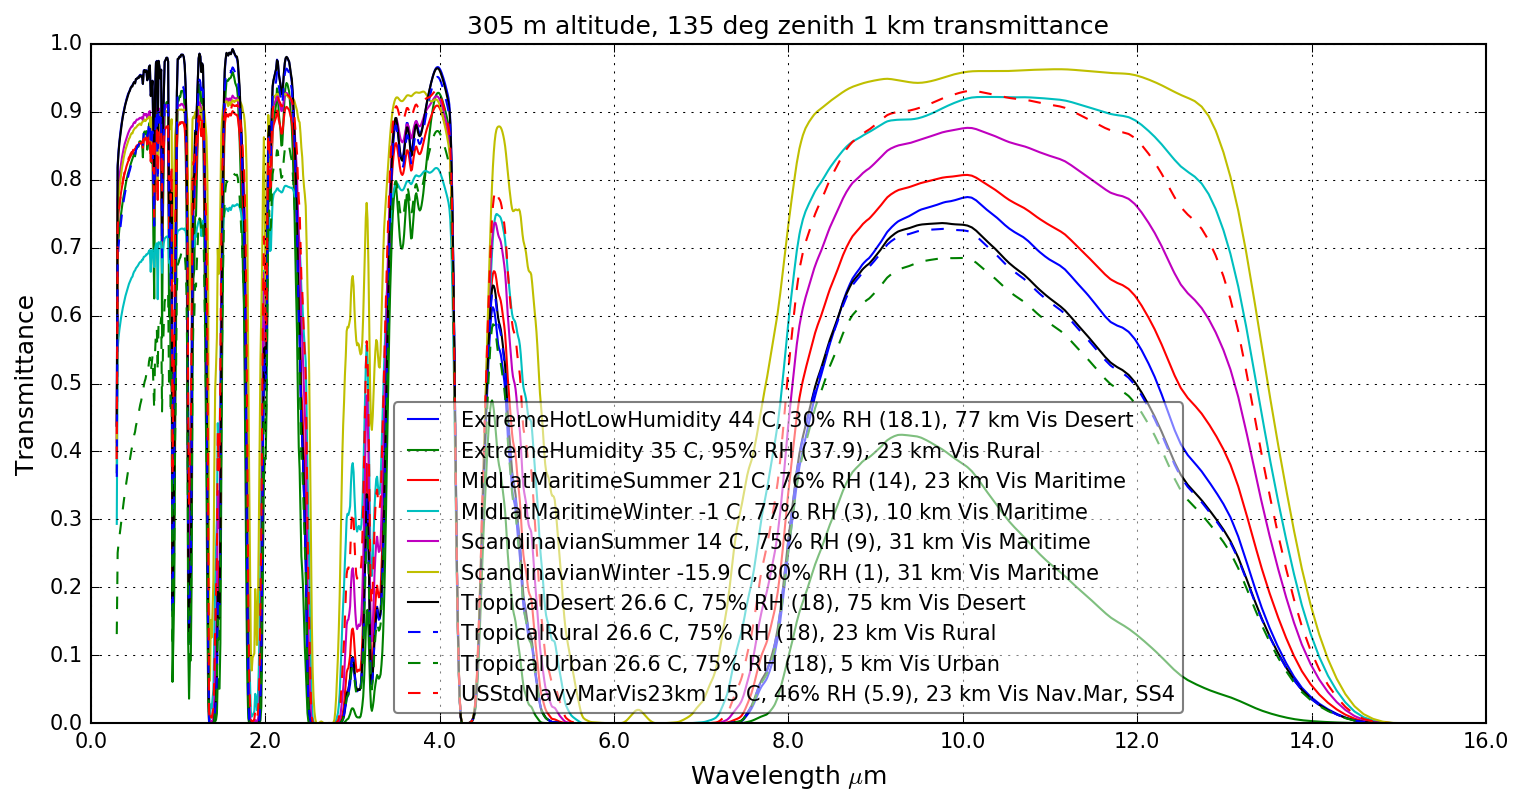 305 m altitude, 135 deg zenith 1 km transmittance
1.0
0.9
0.8
0.7
0.6
0.5
0.4
0.3
0.2
0.1
0.0
Transmittance
ExtremeHotLowHumidity 44 C, 30% RH (18.1), 77 km Vis Desert
ExtremeHumidity 35 C, 95% RH (37.9), 23 km Vis Rural
MidLatMaritimeSummer 21 C, 76% RH (14), 23 km Vis Maritime
MidLatMaritimeWinter -1 C, 77% RH (3), 10 km Vis Maritime
ScandinavianSummer 14 C, 75% RH (9), 31 km Vis Maritime
ScandinavianWinter -15.9 C, 80% RH (1), 31 km Vis Maritime
TropicalDesert 26.6 C, 75% RH (18), 75 km Vis Desert
TropicalRural 26.6 C, 75% RH (18), 23 km Vis Rural
TropicalUrban 26.6 C, 75% RH (18), 5 km Vis Urban
USStdNavyMarVis23km 15 C, 46% RH (5.9), 23 km Vis Nav.Mar, SS4
0.0 2.0 4.0 6.0 8.0 10.0 12.0 14.0 16.0
Wavelength μm